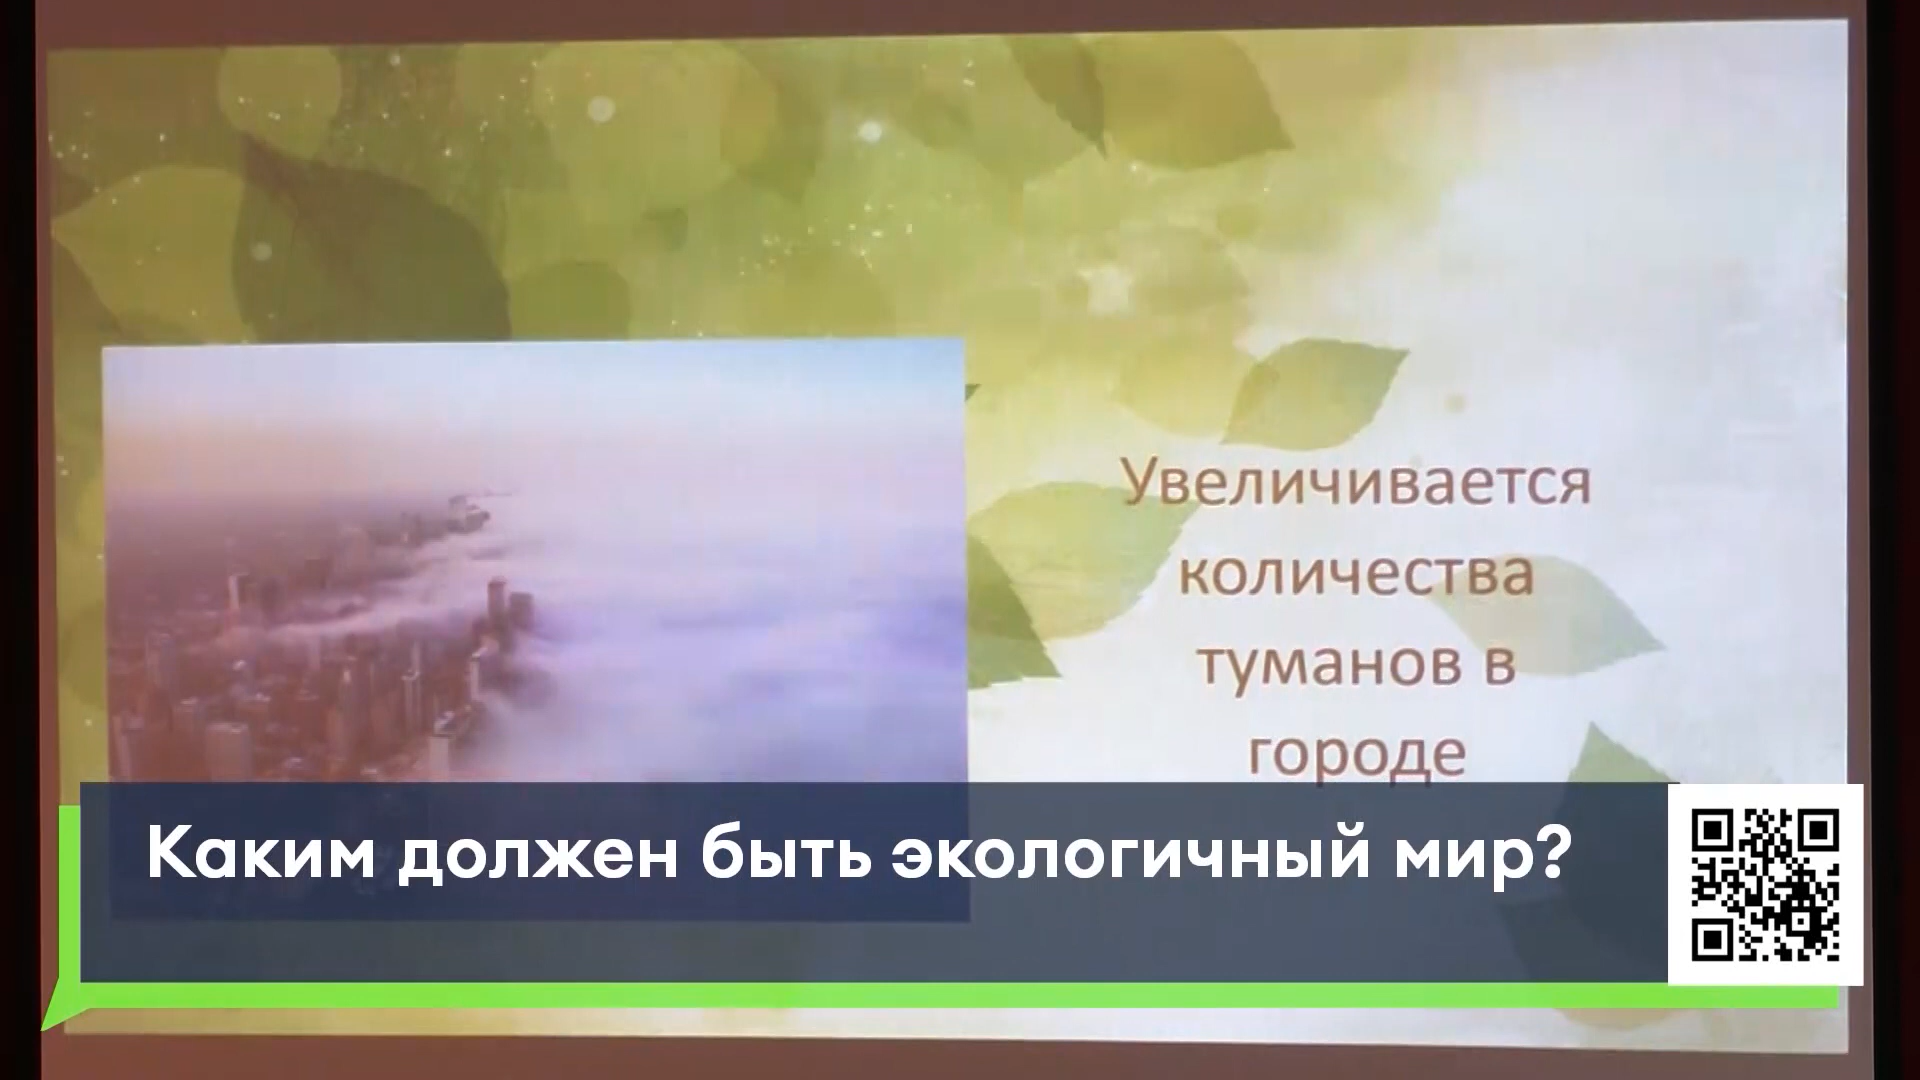 Увеличивается
количества
туманов в
городе
Каким должен быть экологичный мир?